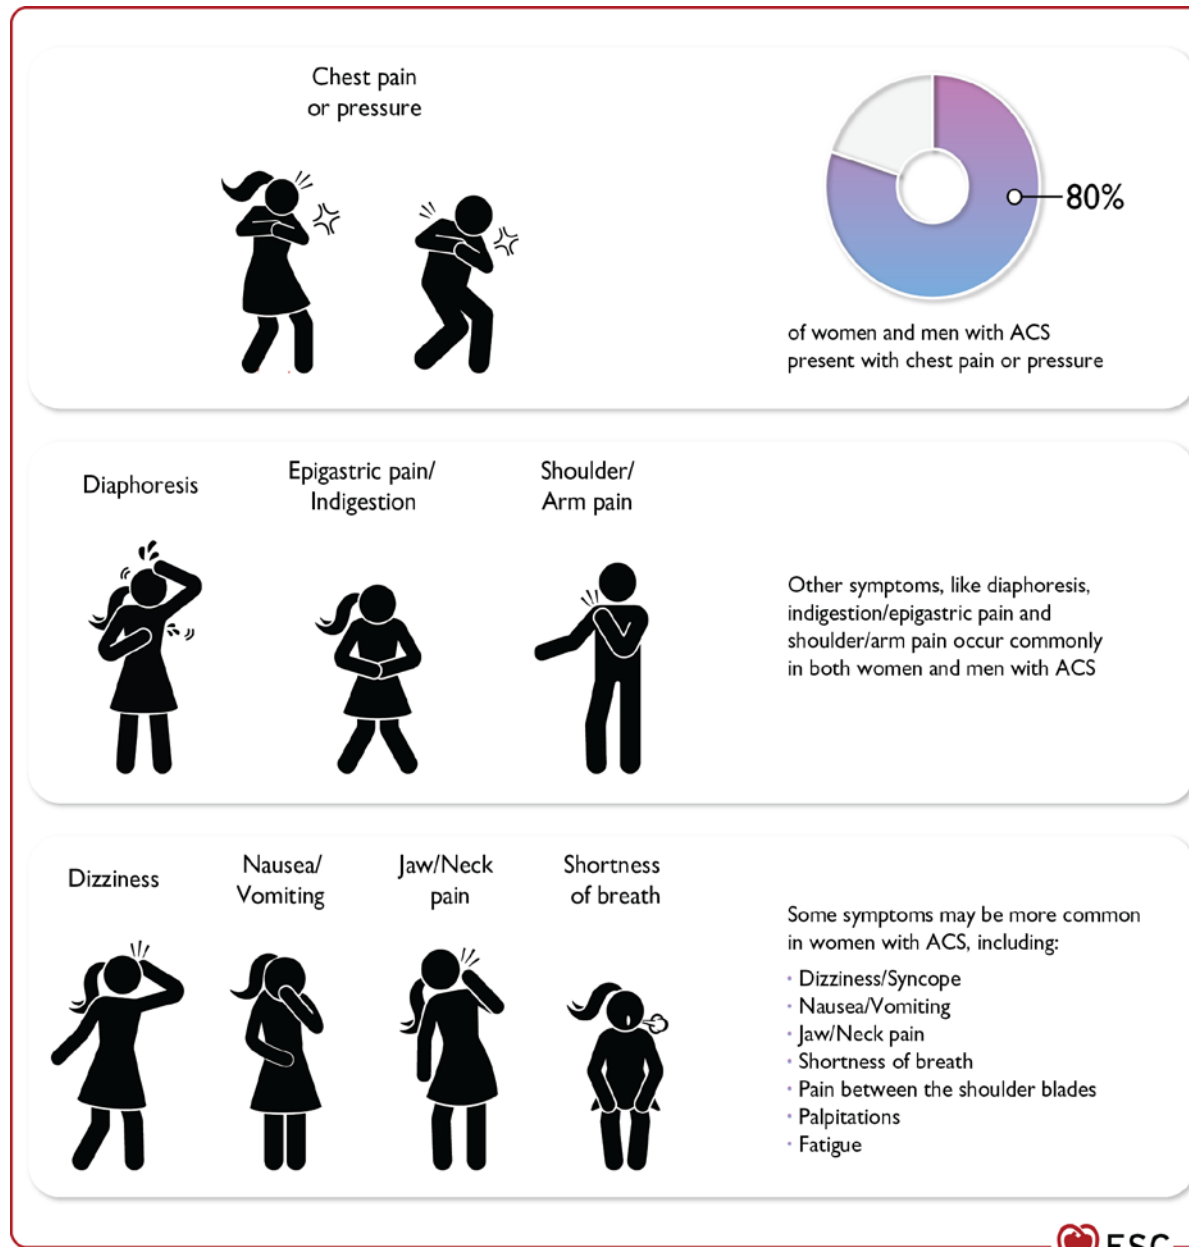 Chest pain
or pressure
80%
of women and men with ACS
present with chest pain or pressure
Diaphoresis
Epigastric pain/
Indigestion
Shoulder/
Arm pain
Other symptoms, like diaphoresis,
indigestion/epigastric pain and
shoulder/arm pain occur commonly
in both women and men with ACS
Dizziness
Nausea/
Vomiting
Jaw/Neck
pain
Shortness
of breath
Some symptoms may be more common
in women with ACS, including:
· Dizziness/Syncope
· Nausea/Vomiting
· Jaw/Neck pain
· Shortness of breath
· Pain between the shoulder blades
· Palpitations
· Fatigue
ESC